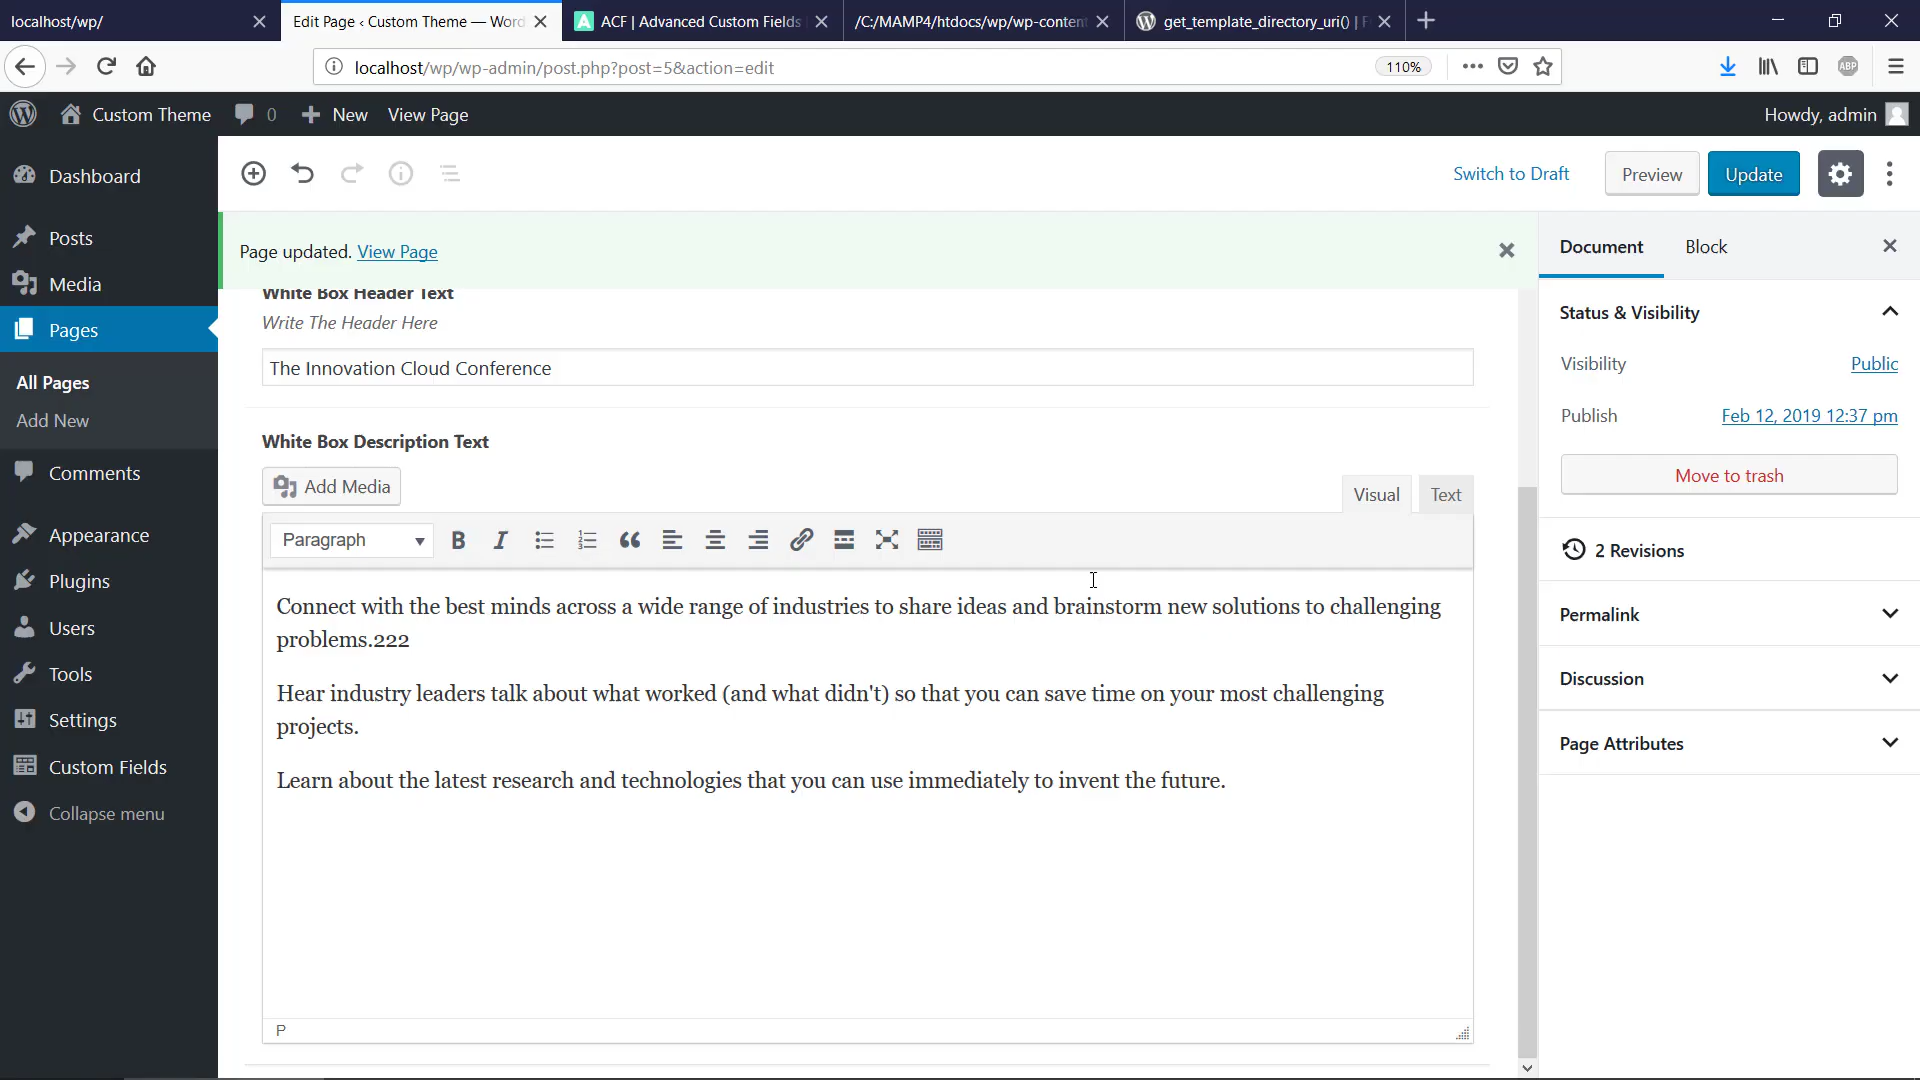 localhost/wp/
Edit Page ‹ Custom Theme — Word
ACF | Advanced Custom Fields
/C:/MAMP4/htdocs/wp/wp-content
get_template_directory_uri() | F
localhost/wp/wp-admin/post.php?post=5&action=edit
110%
ABP
Custom Theme
0
New
View Page
Howdy, admin
Dashboard
Posts
Media
Pages
All Pages
Add New
Comments
Appearance
Plugins
Users
Tools
Settings
Custom Fields
Collapse menu
Switch to Draft
Preview
Update
Page updated. View Page
White Box Header Text
Write The Header Here
The Innovation Cloud Conference
White Box Description Text
Add Media
Visual
Text
Paragraph
Connect with the best minds across a wide range of industries to share ideas and brainstorm new solutions to challenging
problems.222
Hear industry leaders talk about what worked (and what didn't) so that you can save time on your most challenging
projects.
Learn about the latest research and technologies that you can use immediately to invent the future.
P
Document
Block
Status & Visibility
Visibility
Public
Publish
Feb 12, 2019 12:37 pm
Move to trash
2 Revisions
Permalink
Discussion
Page Attributes